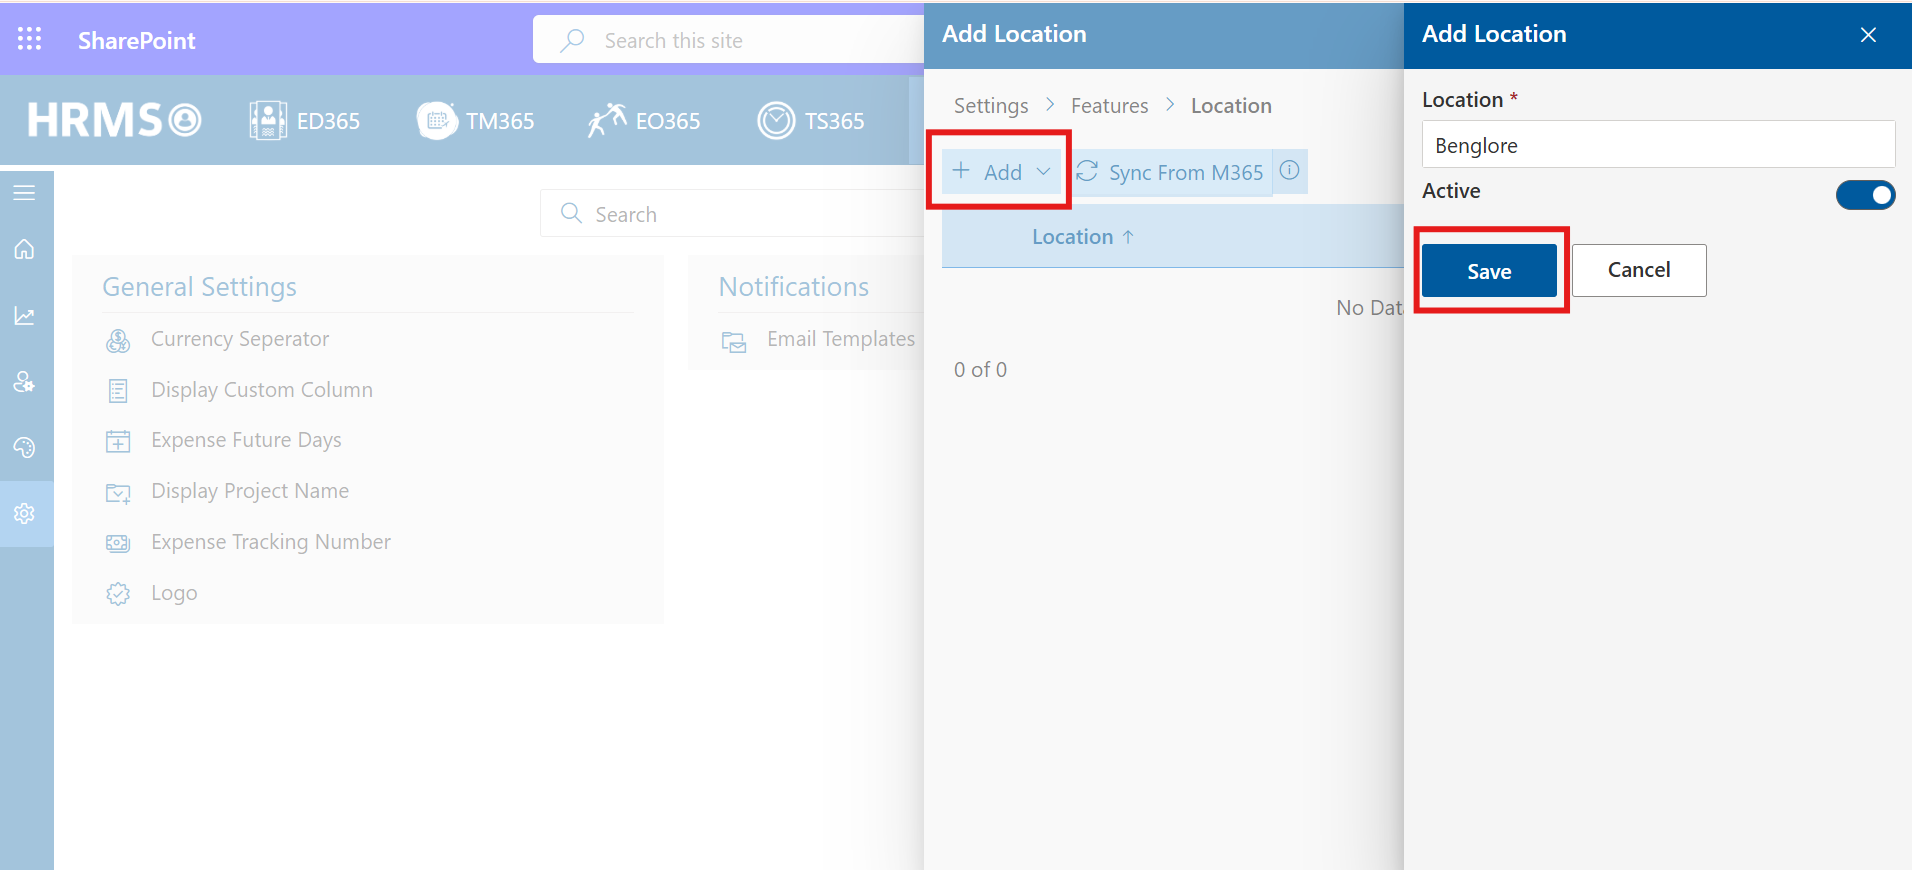 SharePoint
Search this site
HRMS
ED365
TM365
EO365
TS365
Search
General Settings
Currency Seperator
Display Custom Column
Expense Future Days
Display Project Name
Expense Tracking Number
Logo
Notifications
Email Templates
Add Location
Settings > Features > Location
+ Add
Sync From M365
Location ↑
No Dat
0 of 0
Add Location
Location *
Benglore
Active
Save
Cancel